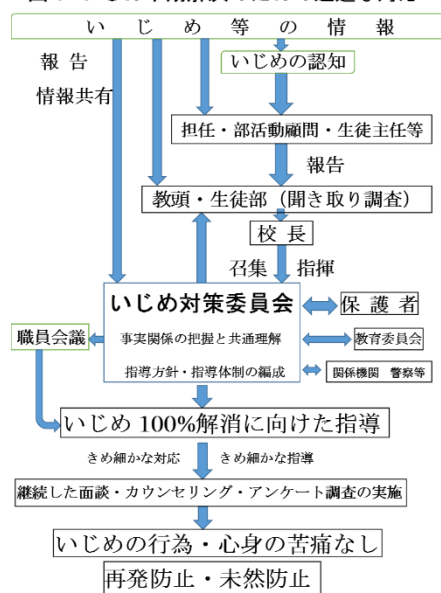 いじめ等の情報
報告
いじめの認知
情報共有
担任・部活動顧問・生徒主任等
報告
教頭・生徒部（聞き取り調査）
校長
召集 指揮
いじめ対策委員会
保護者
職員会議
事実関係の把握と共通理解
教育委員会
指導方針・指導体制の編成
関係機関 警察等
いじめ100%解消に向けた指導
きめ細かな対応 きめ細かな指導
継続した面談・カウンセリング・アンケート調査の実施
いじめの行為・心身の苦痛なし
再発防止・未然防止